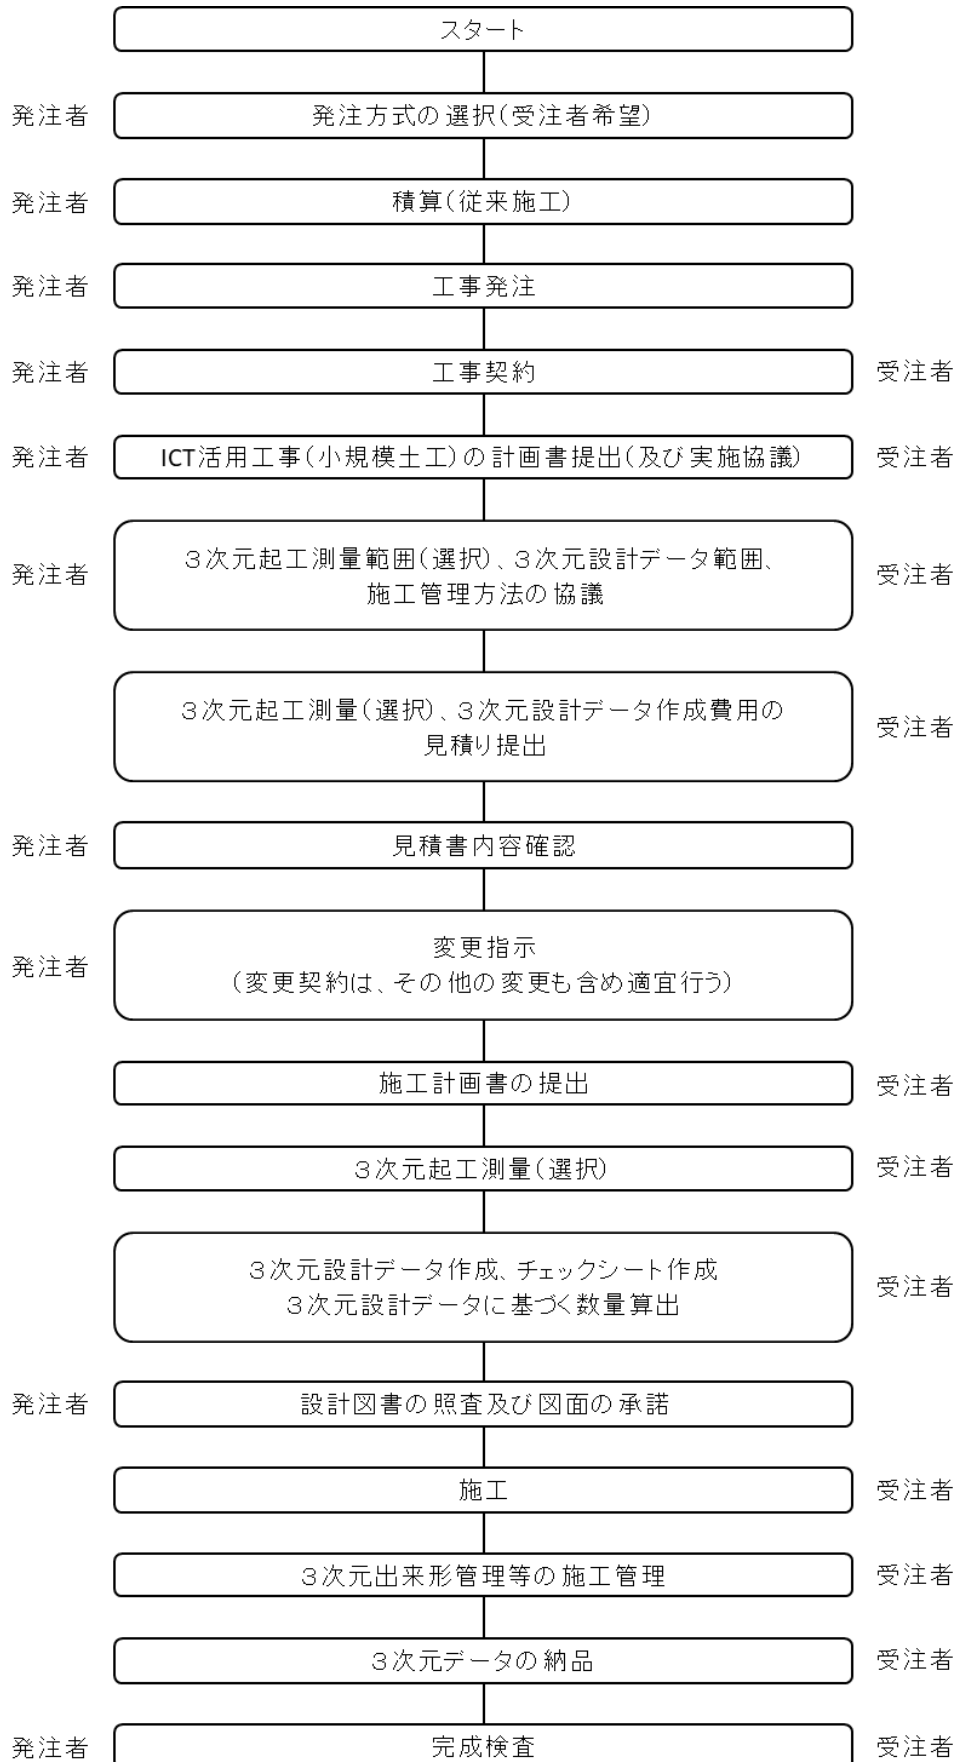 スタート
発注者
発注方式の選択(受注者希望)
発注者
積算(従来施工)
発注者
工事発注
発注者
工事契約
受注者
発注者
ICT活用工事(小規模土工)の計画書提出(及び実施協議)
受注者
発注者
3次元起工測量範囲(選択)、3次元設計データ範囲、
施工管理方法の協議
受注者
3次元起工測量(選択)、3次元設計データ作成費用の
見積り提出
受注者
発注者
見積書内容確認
発注者
変更指示
(変更契約は、その他の変更も含め適宜行う)
施工計画書の提出
受注者
3次元起工測量(選択)
受注者
3次元設計データ作成、チェックシート作成
3次元設計データに基づく数量算出
受注者
発注者
設計図書の照査及び図面の承諾
施工
受注者
3次元出来形管理等の施工管理
受注者
3次元データの納品
受注者
発注者
完成検査
受注者